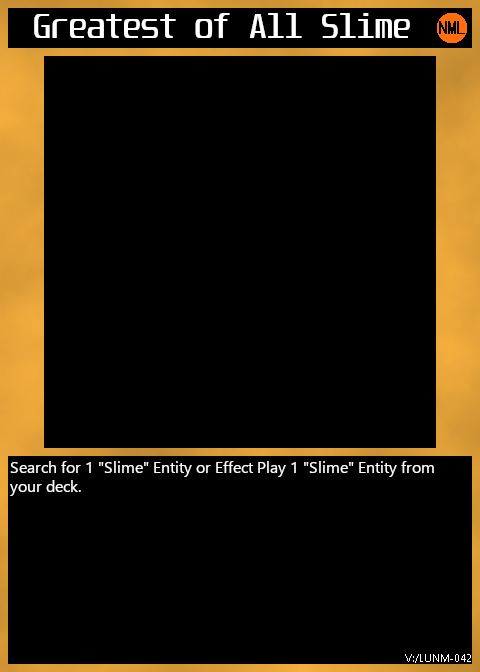 Greatest of All Slime
NML
Search for 1 "Slime" Entity or Effect Play 1 "Slime" Entity from
your deck.
V:/LUNM-042